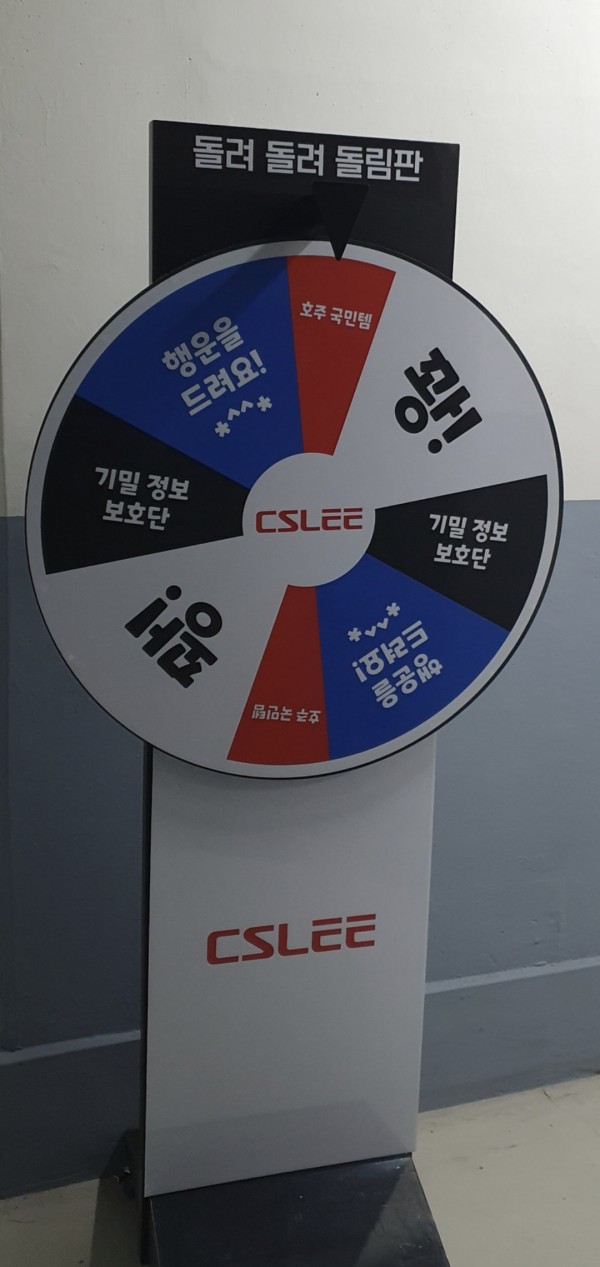 돌려 돌려 돌림판
호주 국민템
꽝!
기밀 정보
보호단
행운을
드려요!
*^^*
호주 국민템
꽝!
기밀 정보
보호단
행운을
드려요!
*^^*
CSLEE
CSLEE